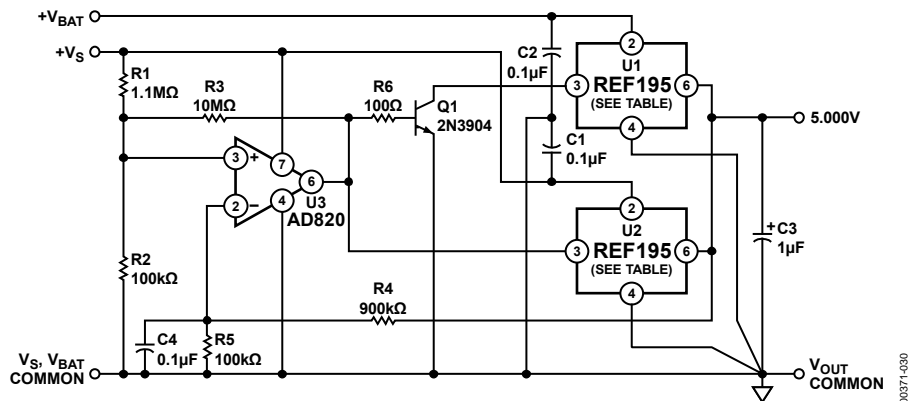 +VBAT
+VS
R1
1.1MΩ
R3
10MΩ
R6
100Ω
Q1
2N3904
C2
0.1µF
2
U1
3
REF195
6
(SEE TABLE)
4
5.000V
3
+
7
6
2
–
4
U3
AD820
C1
0.1µF
2
U2
3
REF195
6
(SEE TABLE)
4
+
C3
1µF
R2
100kΩ
R4
900kΩ
C4
0.1µF
R5
100kΩ
VS, VBAT
COMMON
VOUT
COMMON
00371-030